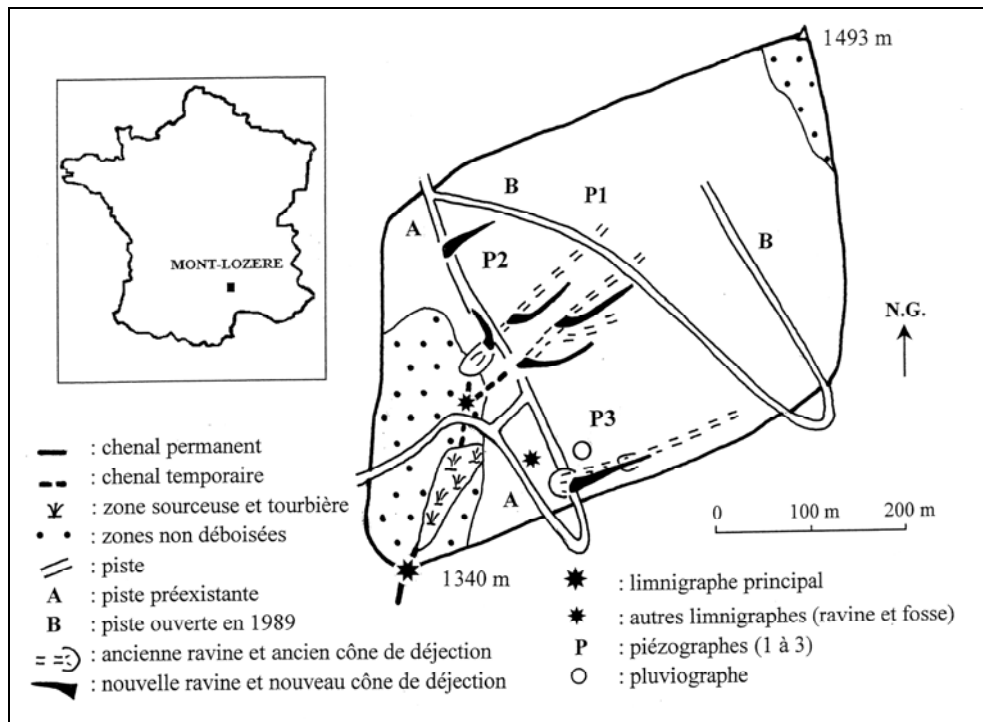 1493 m
MONT-LOZERE
B
P1
A
B
P2
N.G.
P3
A
0 100 m 200 m
1340 m
: chenal permanent
: chenal temporaire
: zone sourceuse et tourbière
: zones non déboisées
: piste
A : piste préexistante
B : piste ouverte en 1989
: ancienne ravine et ancien cône de déjection
: nouvelle ravine et nouveau cône de déjection
: limnigraphe principal
: autres limnigraphes (ravine et fosse)
P : piézographes (1 à 3)
: pluviographe